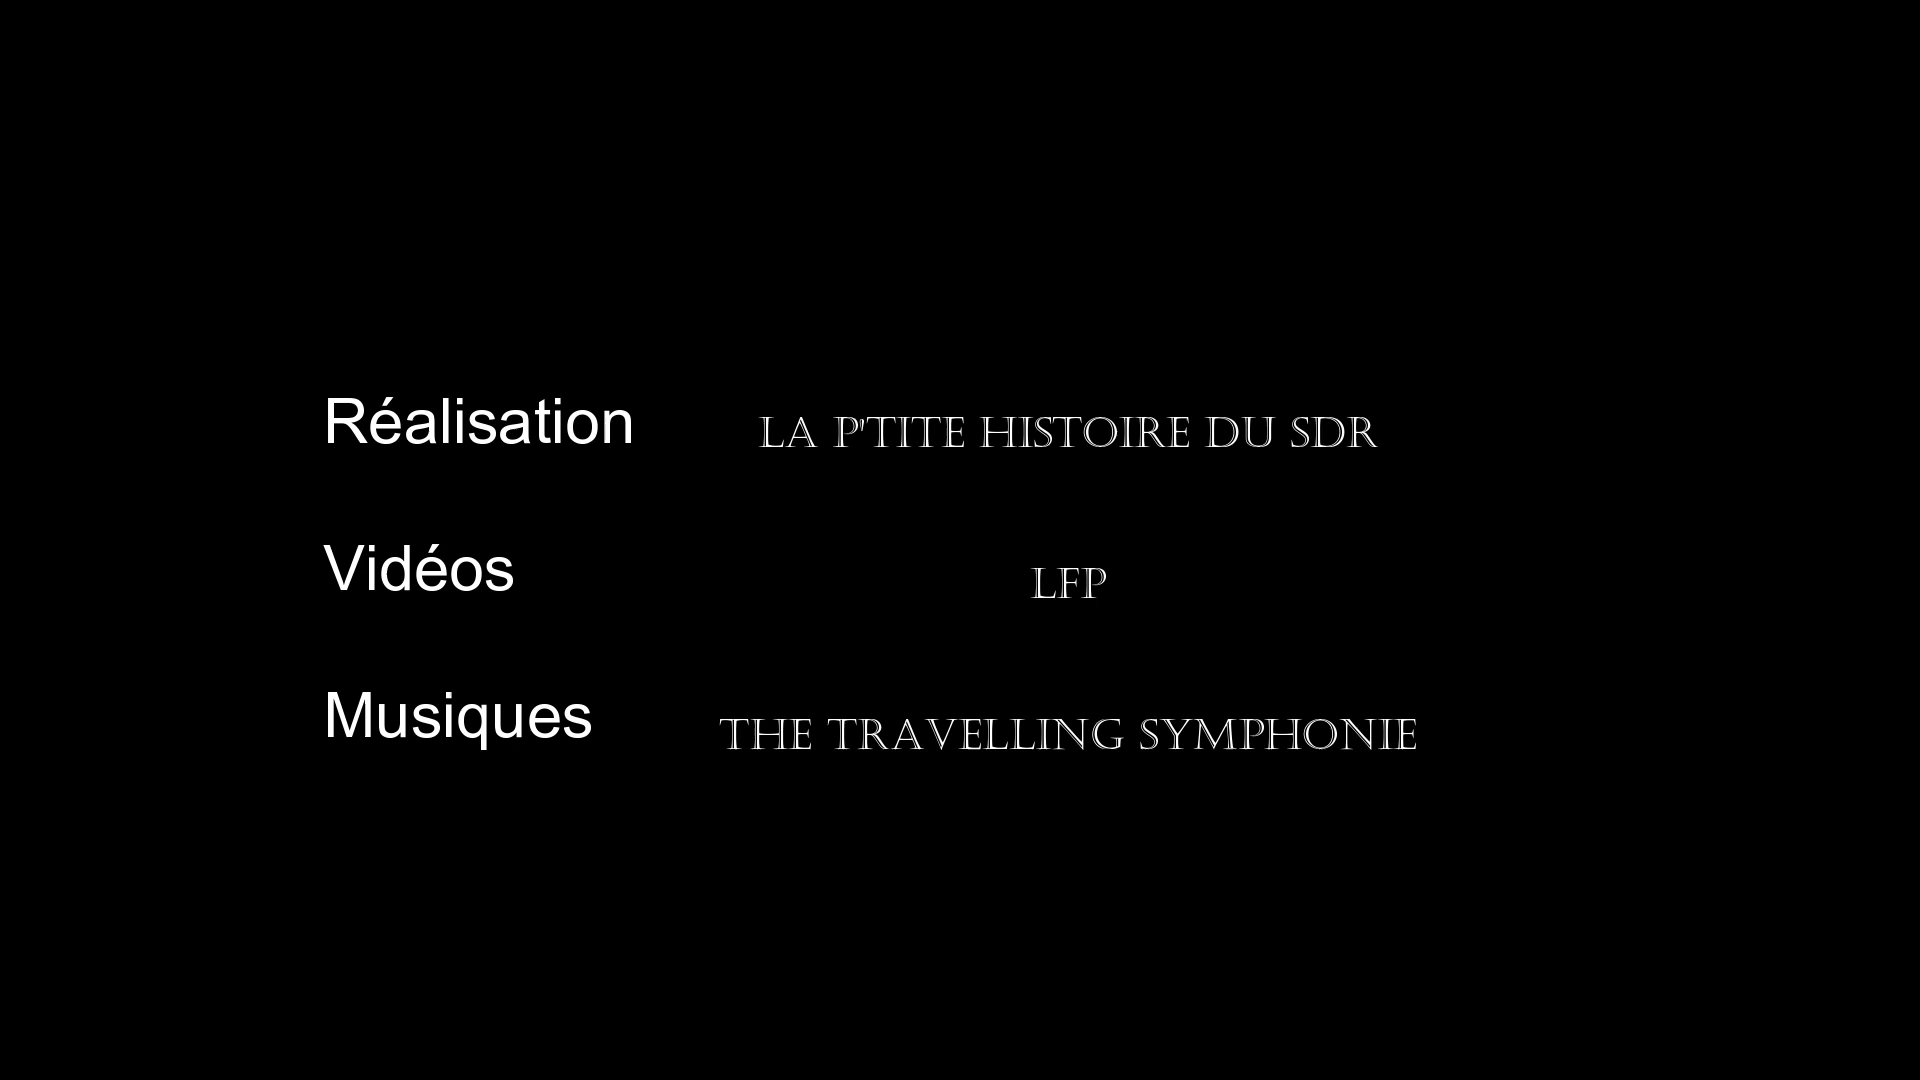 Réalisation LA P'TITE HISTOIRE DU SDR
Vidéos LFP
Musiques THE TRAVELLING SYMPHONIE